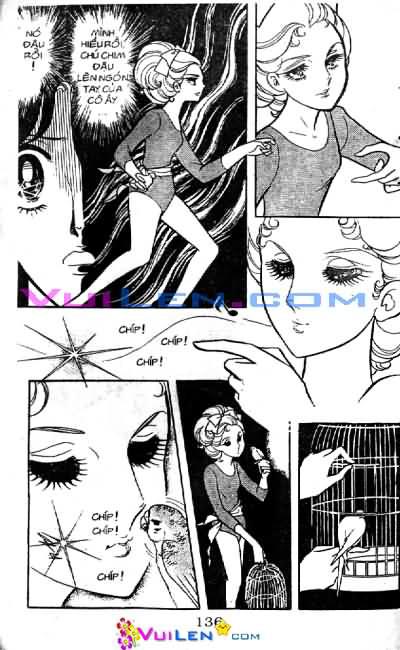 NÓ
ĐẬU
RỒI
!
MÌNH
HIỂU RỒI,
CHÚ CHIM
ĐẬU
LÊN NGÓN
TAY CỦA
CÔ ẤY
VuiLen.com
CHÍP!
CHÍP!
CHÍP!
CHÍP!
CHÍP!
CHÍP!
136
VuiLen.com